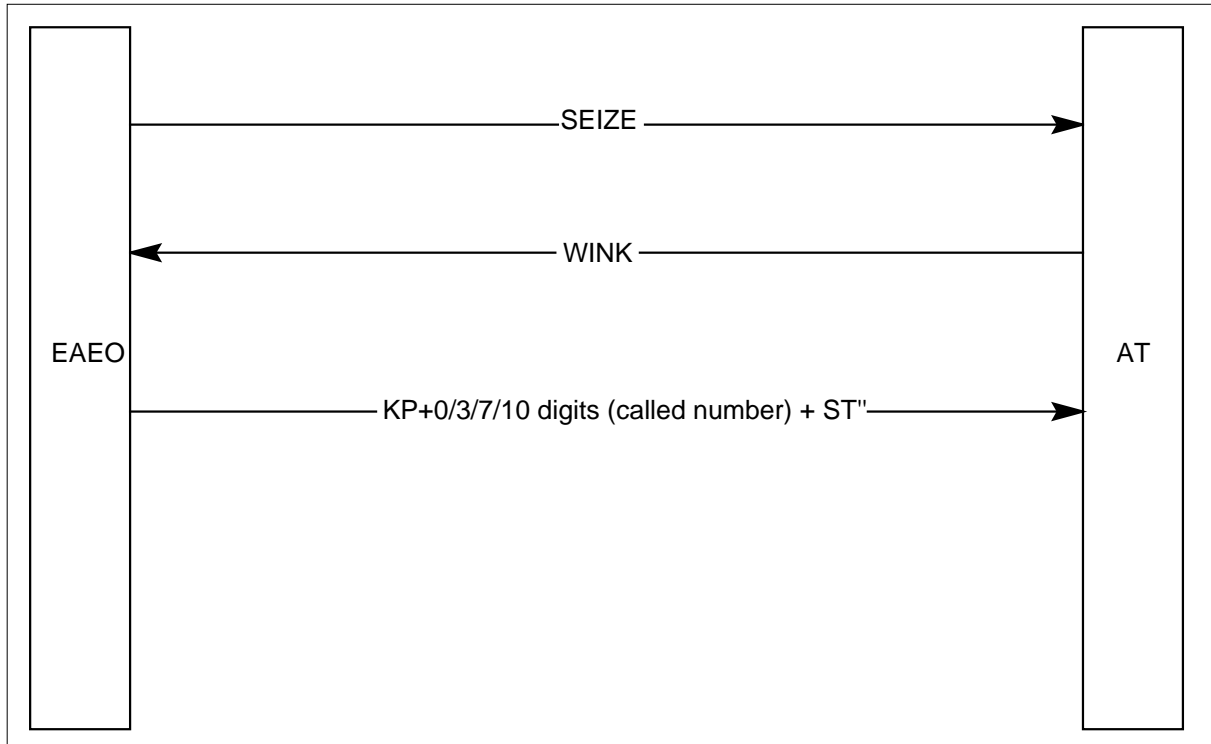 SEIZE
WINK
EAEO
AT
KP+0/3/7/10 digits (called number) + ST"